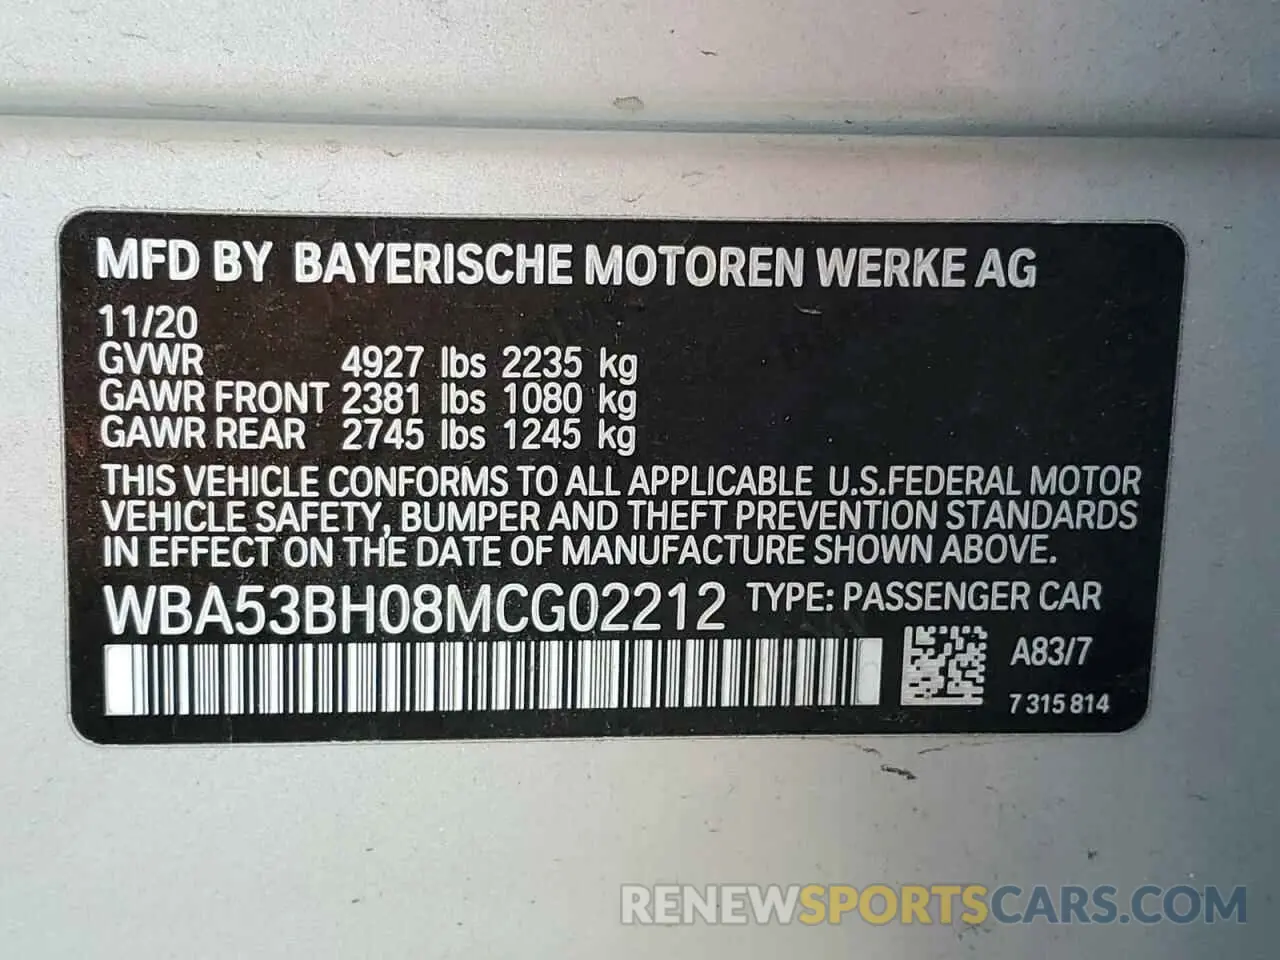 MFD BY BAYERISCHE MOTOREN WERKE AG
11/20
GVWR 4927 lbs 2235 kg
GAWR FRONT 2381 lbs 1080 kg
GAWR REAR 2745 lbs 1245 kg
THIS VEHICLE CONFORMS TO ALL APPLICABLE U.S.FEDERAL MOTOR
VEHICLE SAFETY, BUMPER AND THEFT PREVENTION STANDARDS
IN EFFECT ON THE DATE OF MANUFACTURE SHOWN ABOVE.
WBA53BH08MCG02212 TYPE: PASSENGER CAR
A83/7
7 315 814
RENEWSPORTSCARS.COM